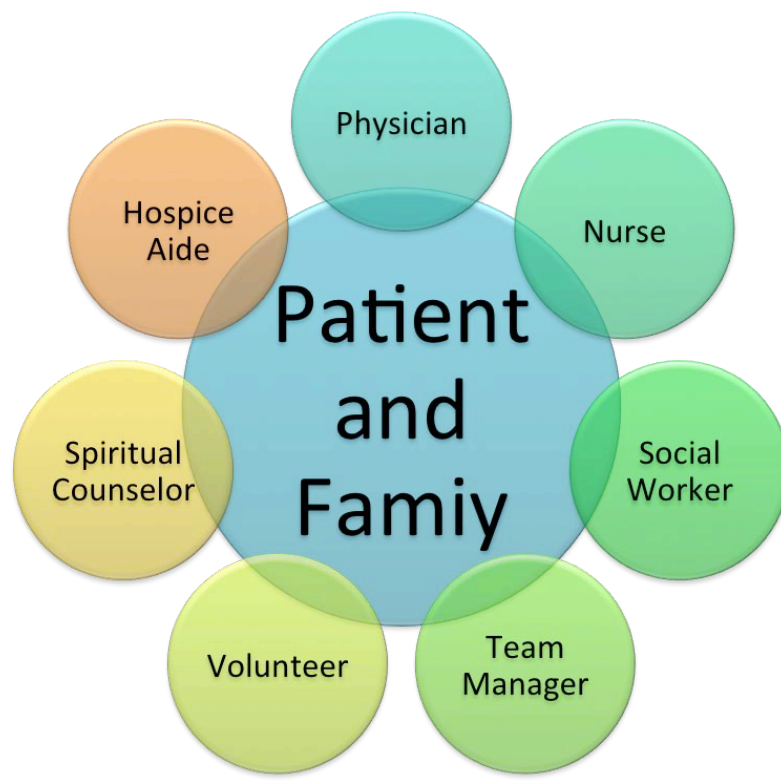 Physician
Hospice
Aide
Nurse
Patient
and
Famiy
Spiritual
Counselor
Social
Worker
Volunteer
Team
Manager